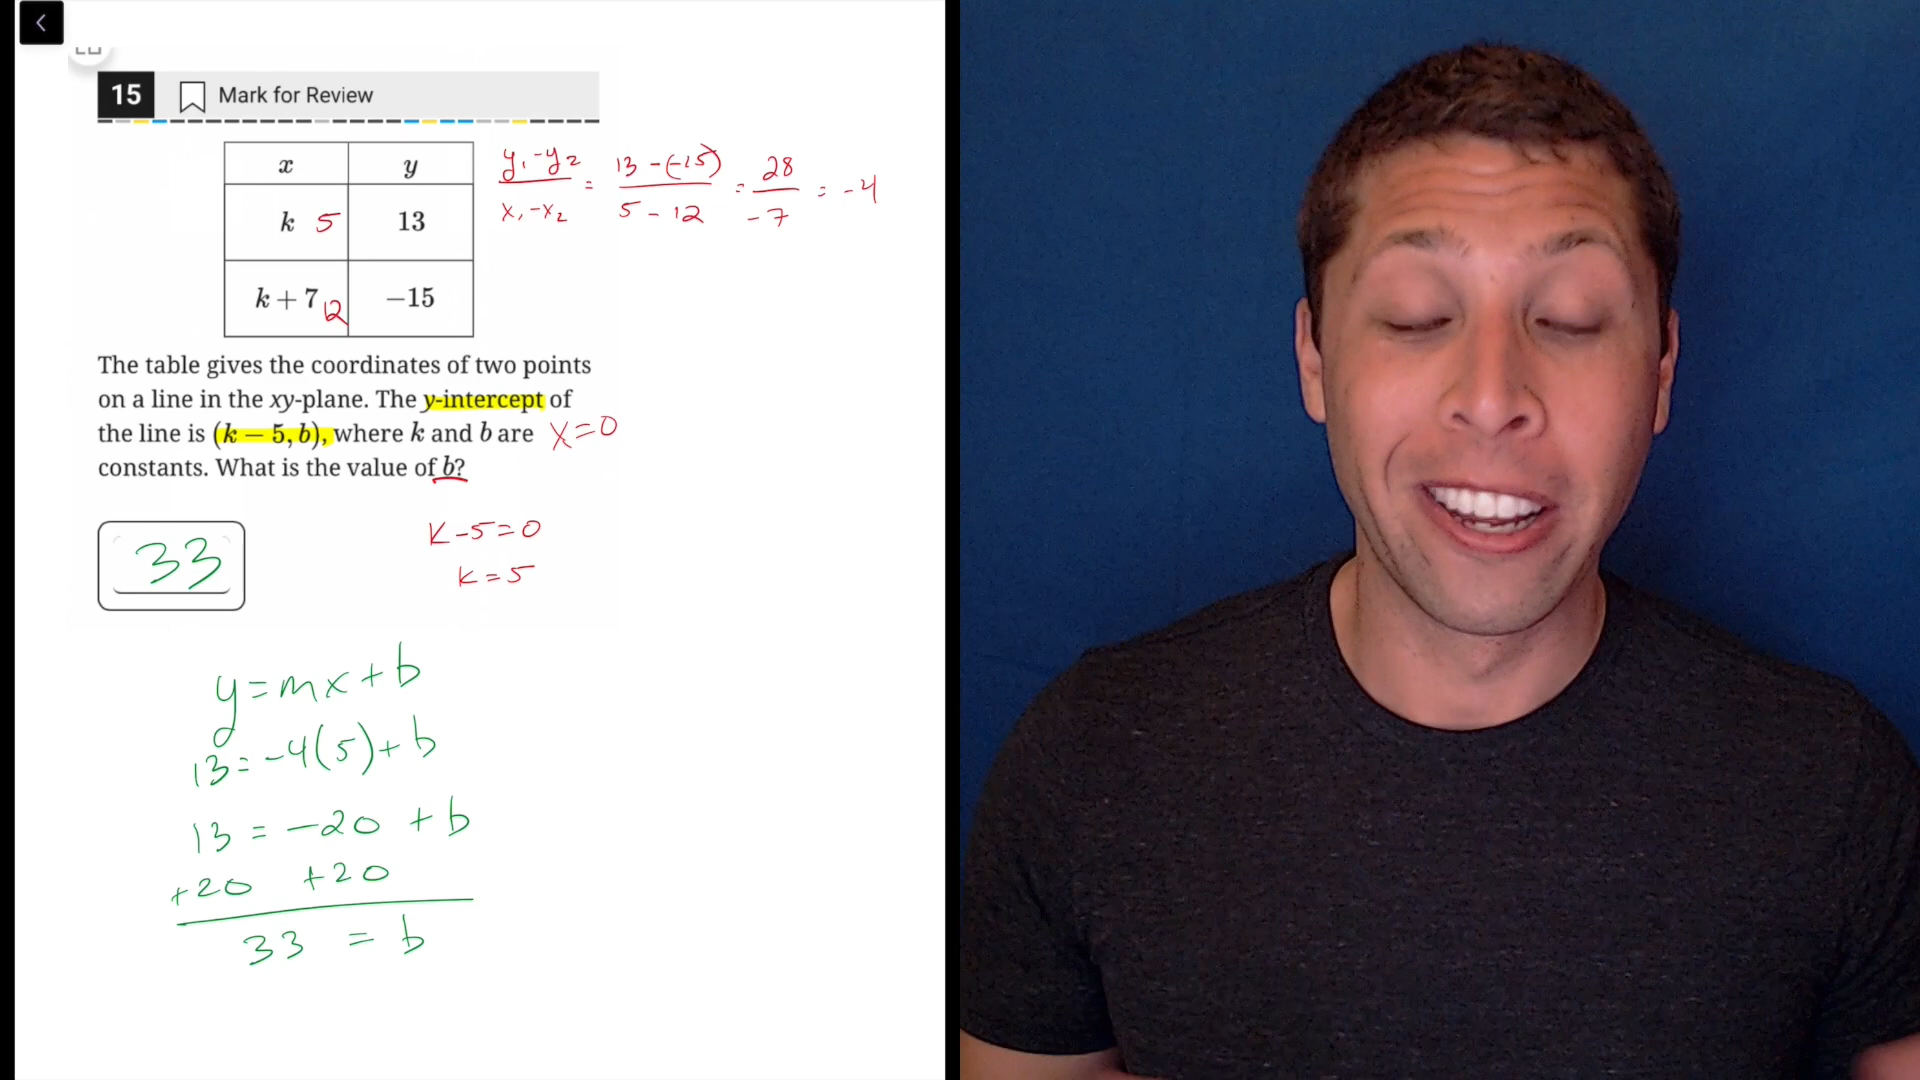 15 Mark for Review
x y
k 5 13
k + 7 12 −15
y₁-y₂ / x₁-x₂ = 13-(-15) / 5-12 = 28 / -7 = -4
The table gives the coordinates of two points
on a line in the xy-plane. The y-intercept of
the line is (k − 5, b), where k and b are x=0
constants. What is the value of b?
k-5=0
k=5
33
y=mx+b
13=-4(5)+b
13 = -20 + b
+20 +20
33 = b